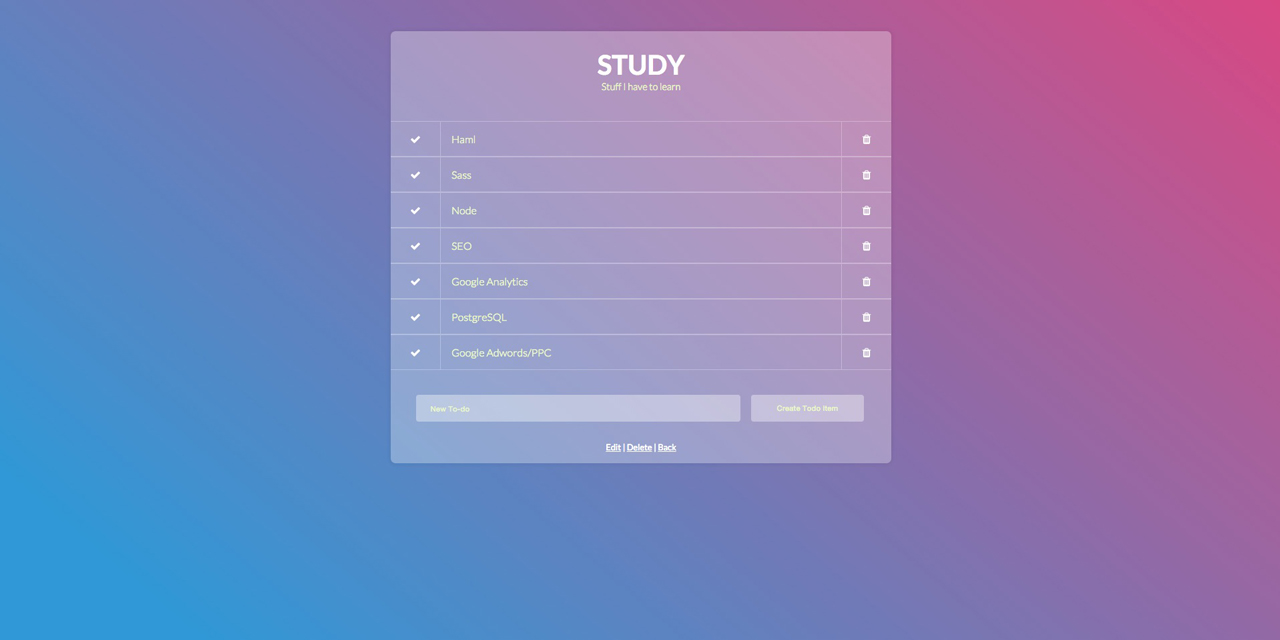 STUDY
Stuff I have to learn
Haml
Sass
Node
SEO
Google Analytics
PostgreSQL
Google Adwords/PPC
New To-do
Create Todo Item
Edit | Delete | Back